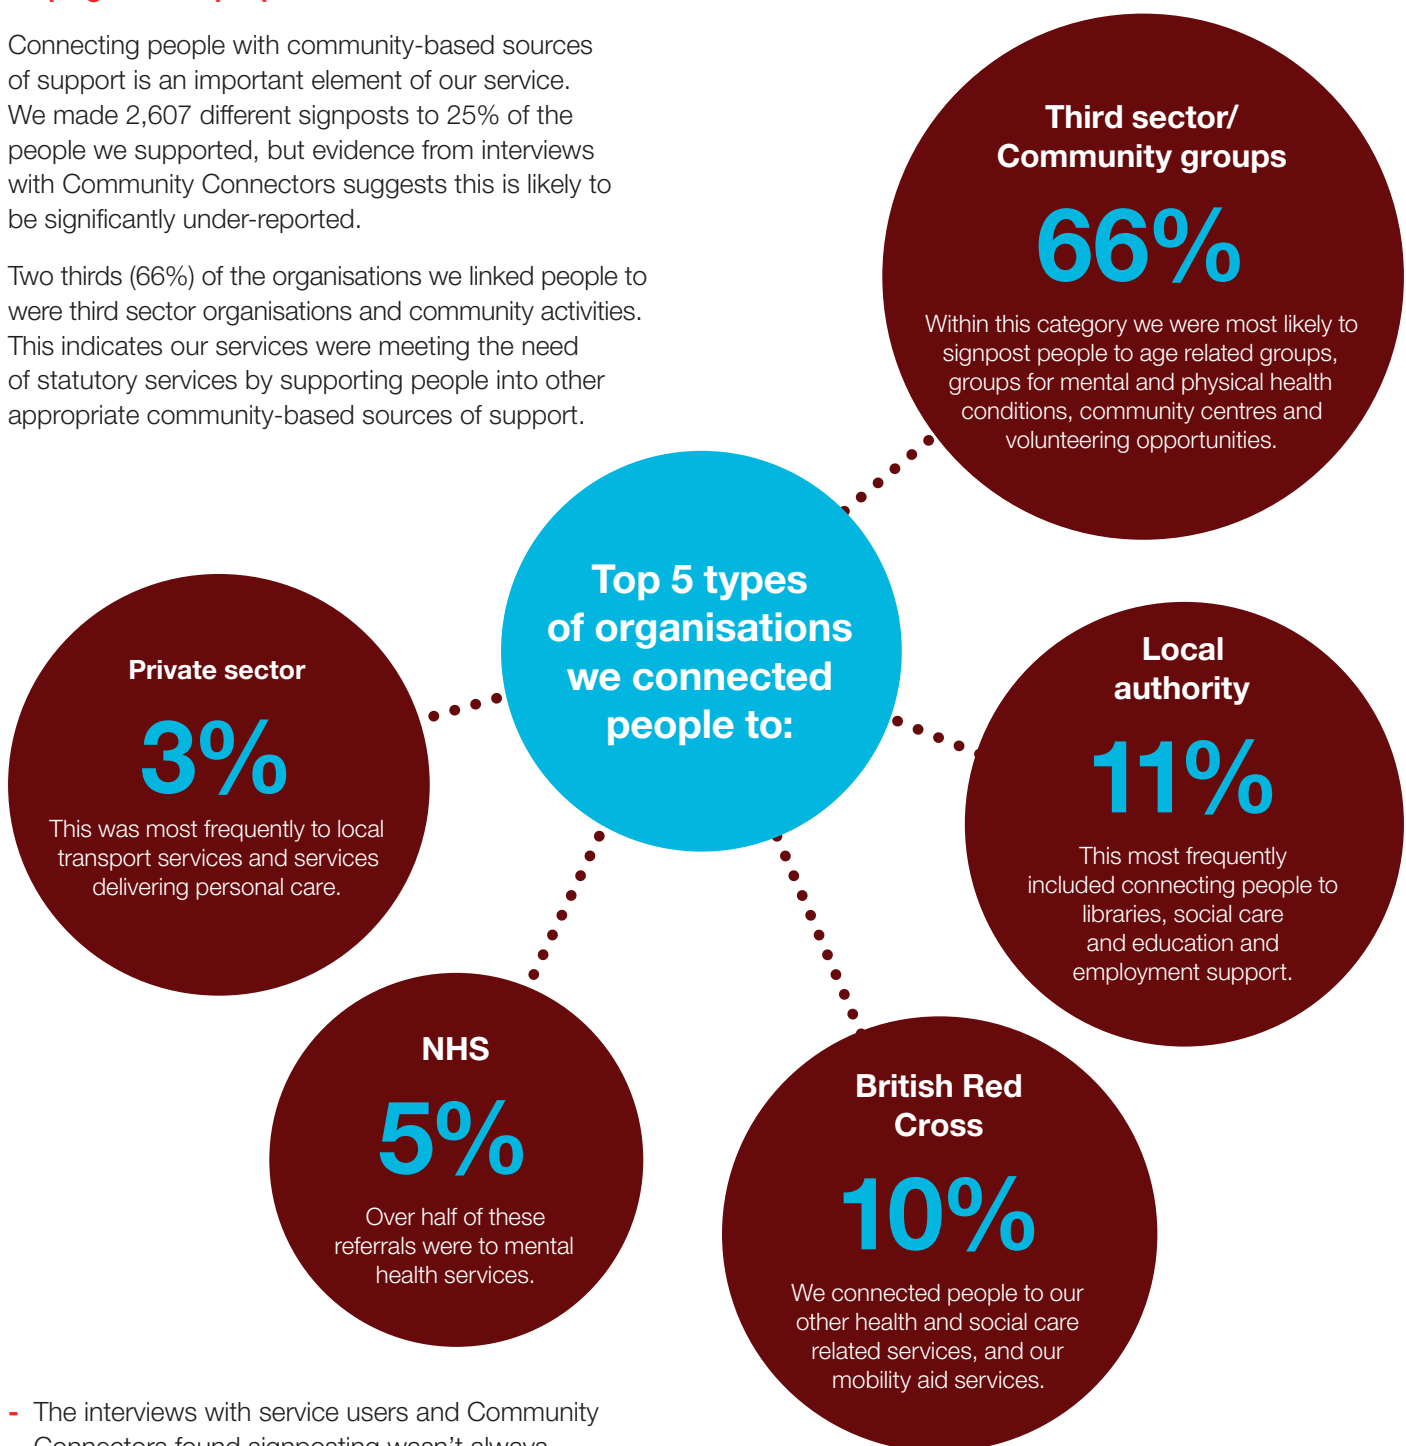 Connecting people with community-based sources
of support is an important element of our service.
We made 2,607 different signposts to 25% of the
people we supported, but evidence from interviews
with Community Connectors suggests this is likely to
be significantly under-reported.
Two thirds (66%) of the organisations we linked people to
were third sector organisations and community activities.
This indicates our services were meeting the need
of statutory services by supporting people into other
appropriate community-based sources of support.
Third sector/
Community groups
66%
Within this category we were most likely to
signpost people to age related groups,
groups for mental and physical health
conditions, community centres and
volunteering opportunities.
Top 5 types
of organisations
we connected
people to:
Private sector
3%
This was most frequently to local
transport services and services
delivering personal care.
Local
authority
11%
This most frequently
included connecting people to
libraries, social care
and education and
employment support.
NHS
5%
Over half of these
referrals were to mental
health services.
British Red
Cross
10%
We connected people to our
other health and social care
related services, and our
mobility aid services.
- The interviews with service users and Community
Connectors found signposting wasn't always